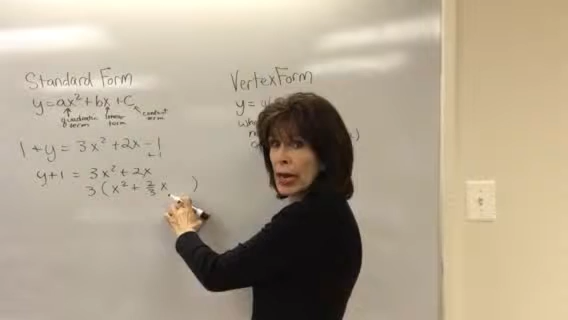 Standard Form
y = ax² + bx + c
quadratic term linear term constant term
1 + y = 3x² + 2x - 1
+1
y + 1 = 3x² + 2x
3 ( x² + 2/3 x )
Vertex Form
y =
)